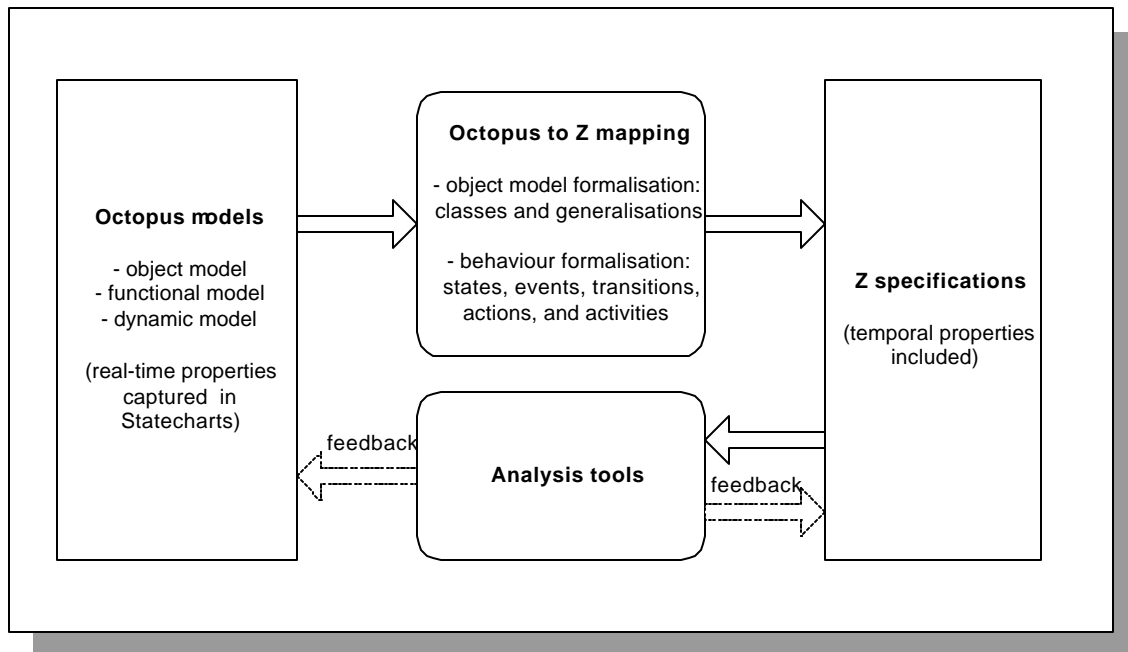 Octopus models
- object model
- functional model
- dynamic model
(real-time properties
captured in
Statecharts)
Octopus to Z mapping
- object model formalisation:
classes and generalisations
- behaviour formalisation:
states, events, transitions,
actions, and activities
Z specifications
(temporal properties
included)
feedback
Analysis tools
feedback